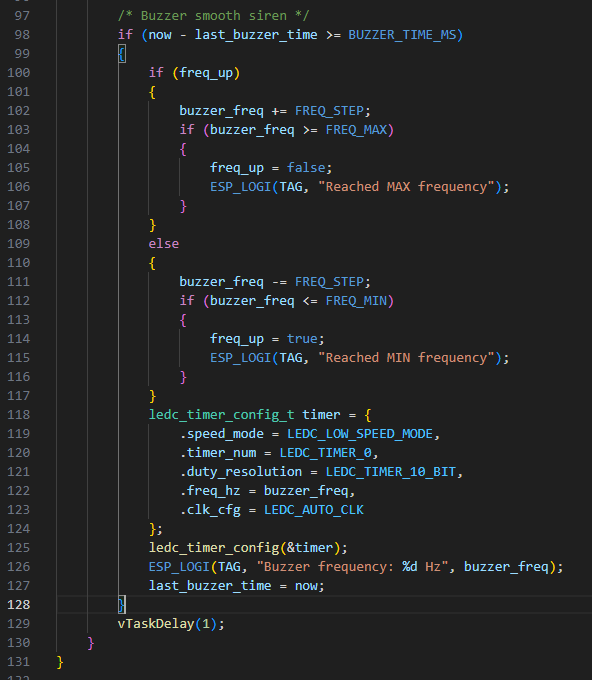 97 /* Buzzer smooth siren */
98 if (now - last_buzzer_time >= BUZZER_TIME_MS)
99 {
100 if (freq_up)
101 {
102 buzzer_freq += FREQ_STEP;
103 if (buzzer_freq >= FREQ_MAX)
104 {
105 freq_up = false;
106 ESP_LOGI(TAG, "Reached MAX frequency");
107 }
108 }
109 else
110 {
111 buzzer_freq -= FREQ_STEP;
112 if (buzzer_freq <= FREQ_MIN)
113 {
114 freq_up = true;
115 ESP_LOGI(TAG, "Reached MIN frequency");
116 }
117 }
118 ledc_timer_config_t timer = {
119 .speed_mode = LEDC_LOW_SPEED_MODE,
120 .timer_num = LEDC_TIMER_0,
121 .duty_resolution = LEDC_TIMER_10_BIT,
122 .freq_hz = buzzer_freq,
123 .clk_cfg = LEDC_AUTO_CLK
124 };
125 ledc_timer_config(&timer);
126 ESP_LOGI(TAG, "Buzzer frequency: %d Hz", buzzer_freq);
127 last_buzzer_time = now;
128 }
129 vTaskDelay(1);
130 }
131 }